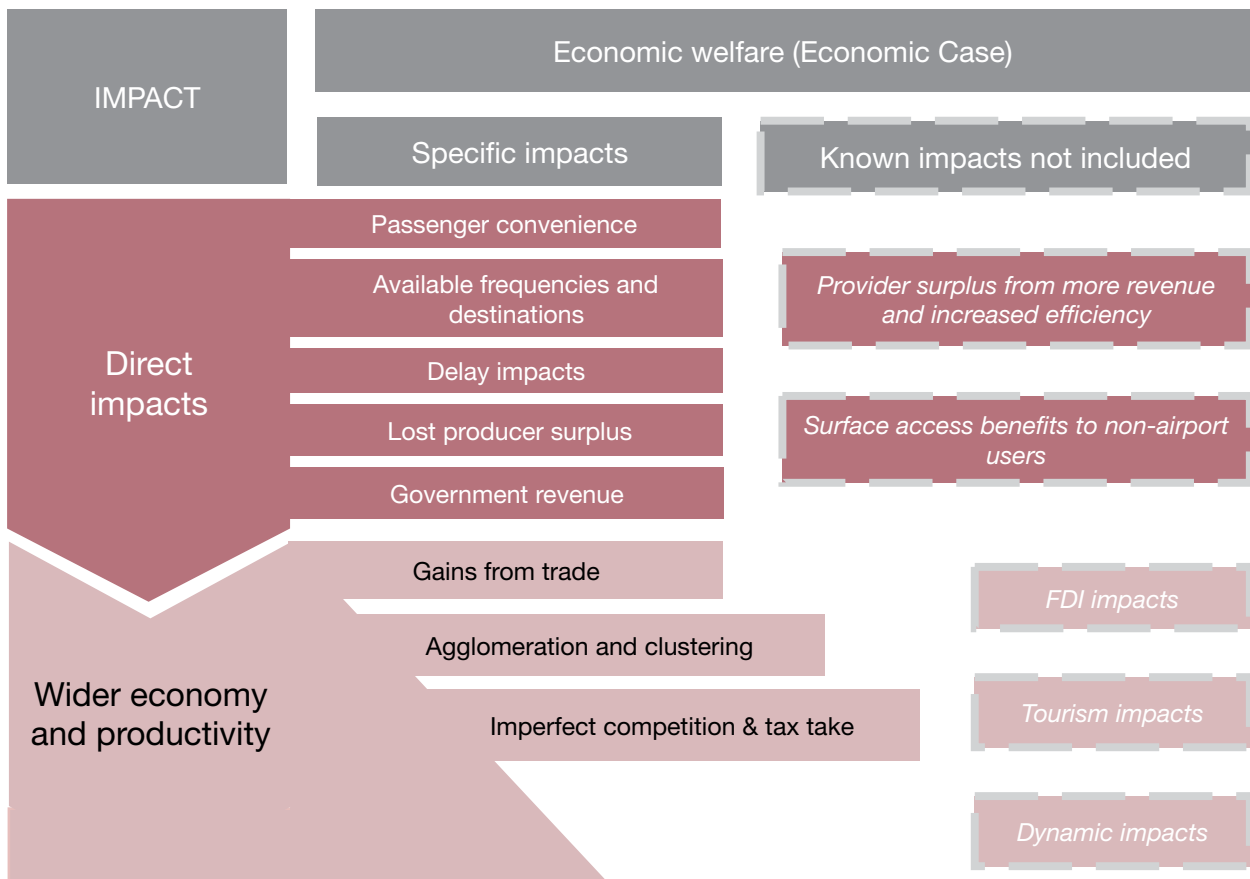 IMPACT
Economic welfare (Economic Case)
Specific impacts
Known impacts not included
Direct
impacts
Passenger convenience
Available frequencies and
destinations
Delay impacts
Lost producer surplus
Government revenue
Provider surplus from more revenue
and increased efficiency
Surface access benefits to non-airport
users
Wider economy
and productivity
Gains from trade
Agglomeration and clustering
Imperfect competition & tax take
FDI impacts
Tourism impacts
Dynamic impacts